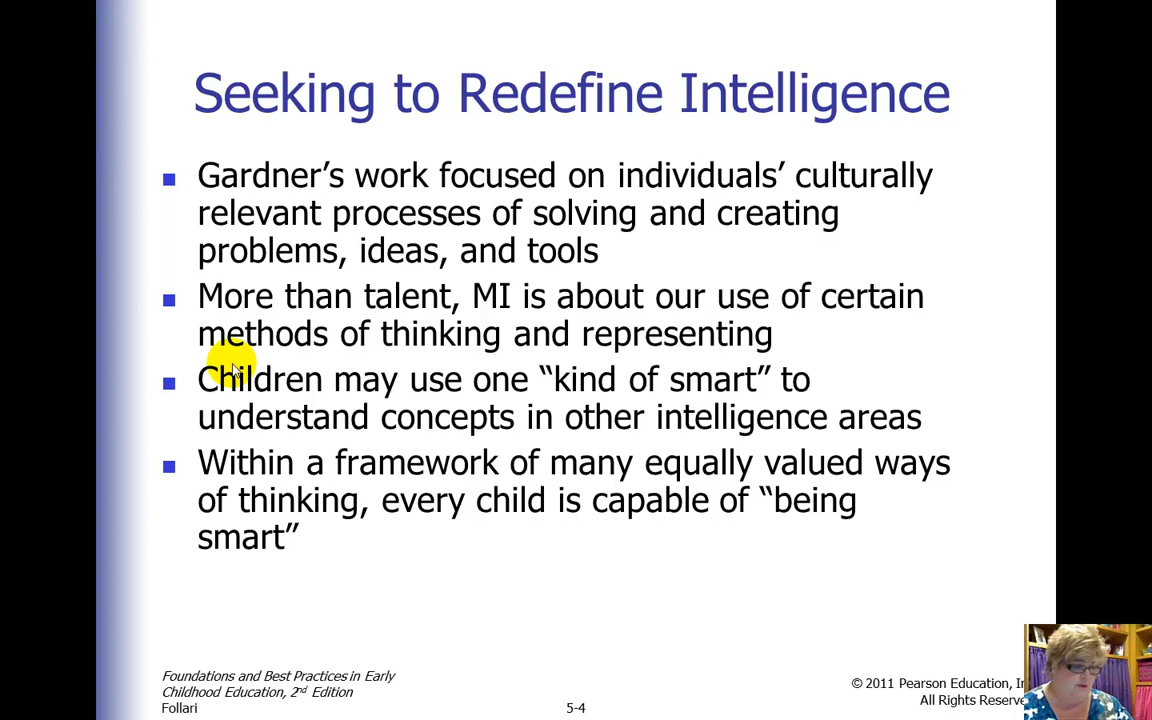 Seeking to Redefine Intelligence
Gardner's work focused on individuals' culturally
relevant processes of solving and creating
problems, ideas, and tools
More than talent, MI is about our use of certain
methods of thinking and representing
Children may use one “kind of smart” to
understand concepts in other intelligence areas
Within a framework of many equally valued ways
of thinking, every child is capable of “being
smart”
Foundations and Best Practices in Early
Childhood Education, 2nd Edition
Follari
5-4
© 2011 Pearson Education,
All Rights